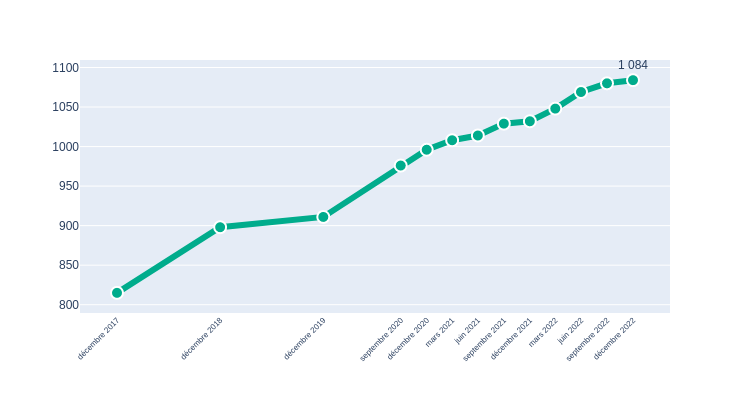 1 084
1100
1050
1000
950
900
850
800
décembre 2017
décembre 2018
décembre 2019
septembre 2020
décembre 2020
mars 2021
juin 2021
septembre 2021
décembre 2021
mars 2022
juin 2022
septembre 2022
décembre 2022